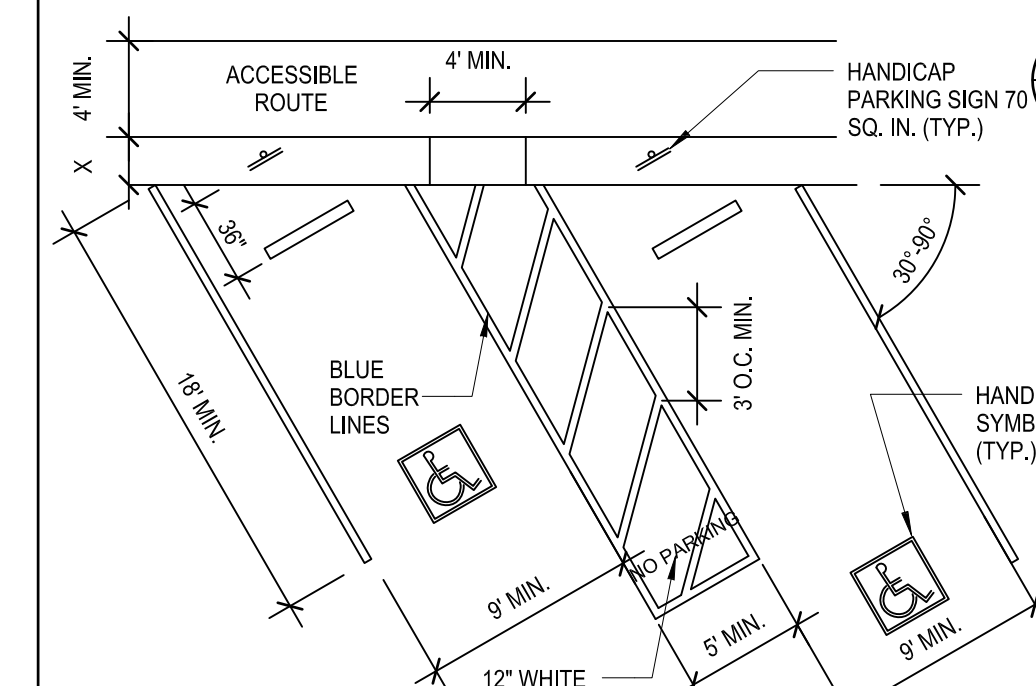 4' MIN.
X
ACCESSIBLE
ROUTE
4' MIN.
HANDICAP
PARKING SIGN 70
SQ. IN. (TYP.)
36"
30°-90°
18' MIN.
BLUE
BORDER
LINES
3' O.C. MIN.
HAND
SYMB
(TYP.)
NO PARKING
9' MIN.
5' MIN.
9' MIN.
12" WHITE